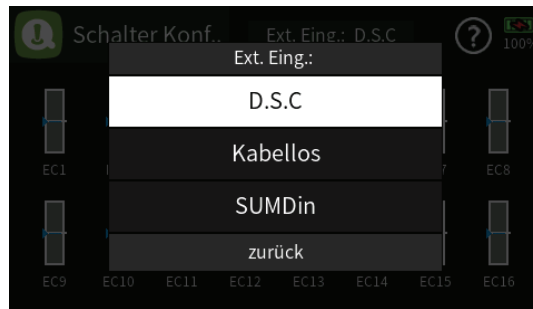 Schalter Konf.. Ext. Eing.: D.S.C ? 100%
Ext. Eing.:
D.S.C
Kabellos
EC1 EC8
SUMDin
zurück
EC9 EC10 EC11 EC12 EC13 EC14 EC15 EC16